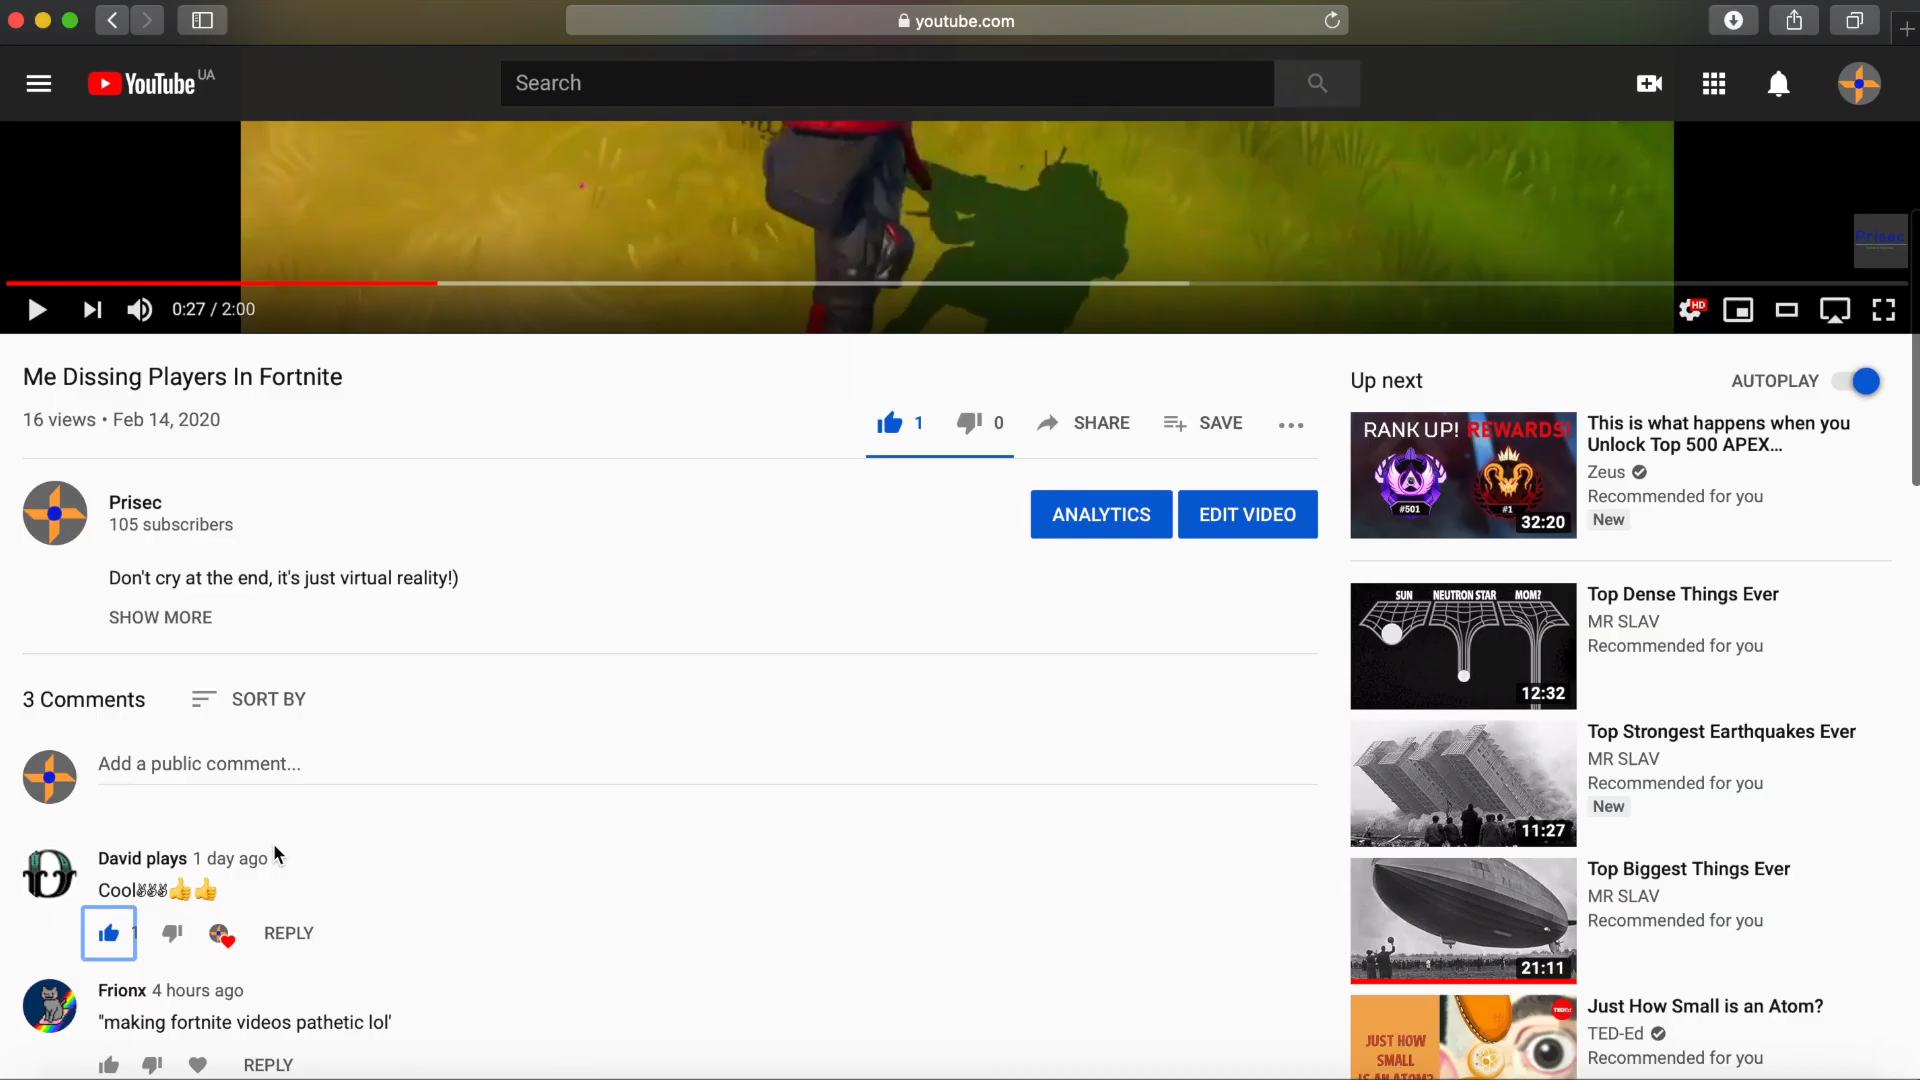 youtube.com
YouTube UA
Search
Prisec
0:27 / 2:00
HD
Me Dissing Players In Fortnite
16 views • Feb 14, 2020
1
0
SHARE
SAVE
Prisec
105 subscribers
ANALYTICS
EDIT VIDEO
Don't cry at the end, it's just virtual reality!)
SHOW MORE
3 Comments
SORT BY
Add a public comment...
David plays 1 day ago
Cool✌✌✌👍👍
1
REPLY
Frionx 4 hours ago
"making fortnite videos pathetic lol'
REPLY
Up next
AUTOPLAY
RANK UP! REWARDS!
#501
#1
32:20
This is what happens when you
Unlock Top 500 APEX...
Zeus
Recommended for you
New
SUN
NEUTRON STAR
MOM?
12:32
Top Dense Things Ever
MR SLAV
Recommended for you
11:27
Top Strongest Earthquakes Ever
MR SLAV
Recommended for you
New
21:11
Top Biggest Things Ever
MR SLAV
Recommended for you
JUST HOW
SMALL
IS AN ATOM?
TEDEd
Just How Small is an Atom?
TED-Ed
Recommended for you